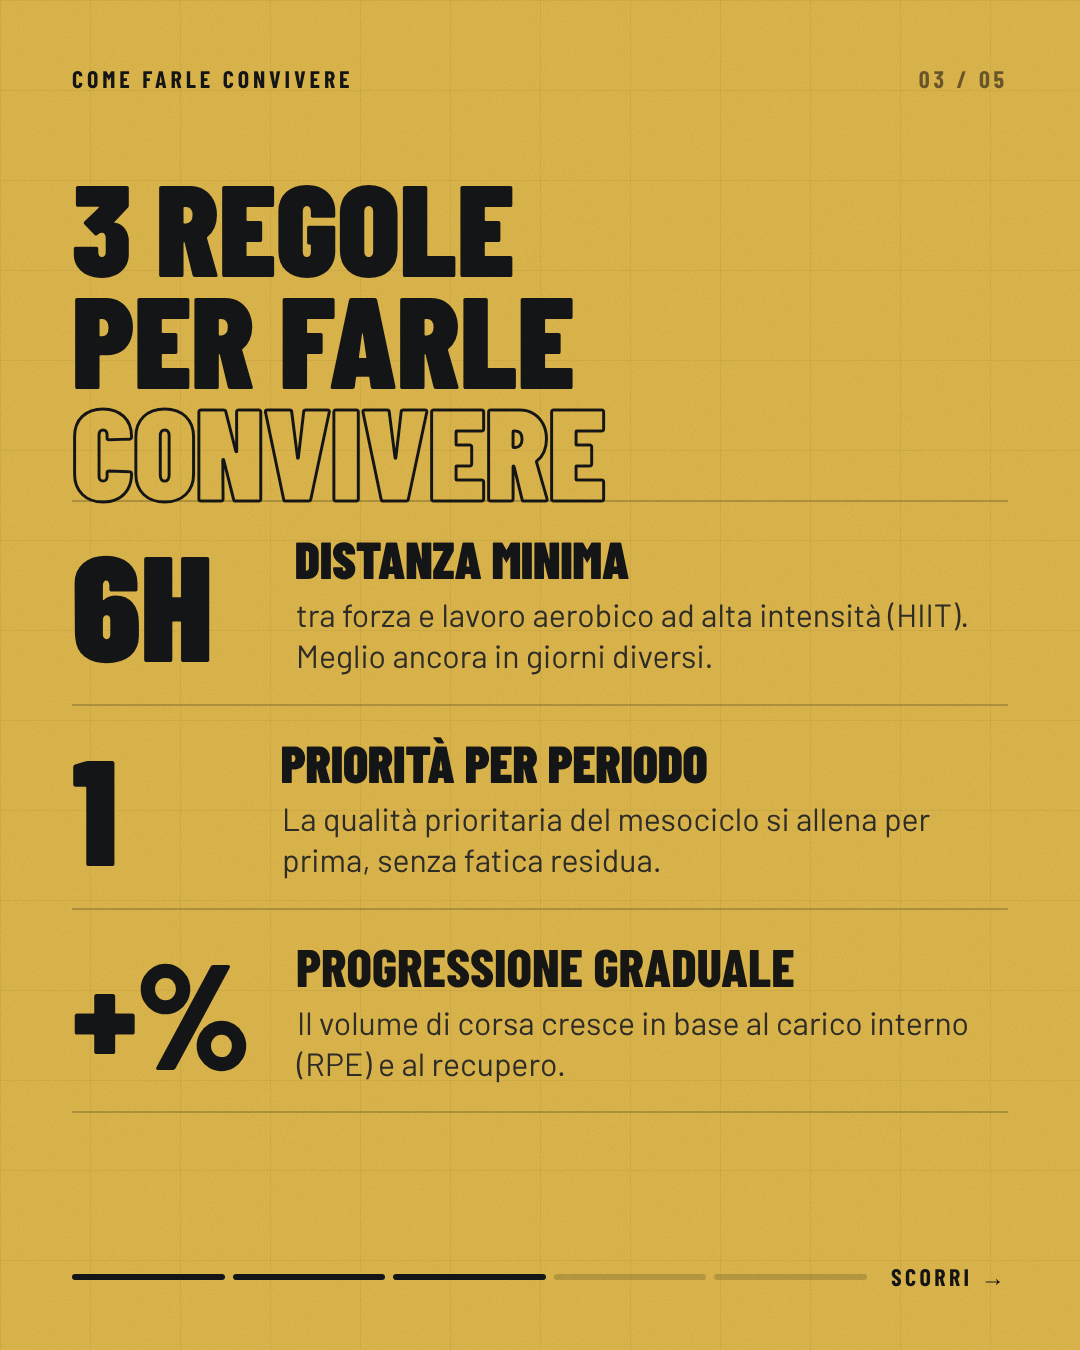 COME FARLE CONVIVERE
03 / 05
3 REGOLE
PER FARLE
CONVIVERE
6H
DISTANZA MINIMA
tra forza e lavoro aerobico ad alta intensità (HIIT).
Meglio ancora in giorni diversi.
1
PRIORITÀ PER PERIODO
La qualità prioritaria del mesociclo si allena per
prima, senza fatica residua.
+%
PROGRESSIONE GRADUALE
Il volume di corsa cresce in base al carico interno
(RPE) e al recupero.
SCORRI →